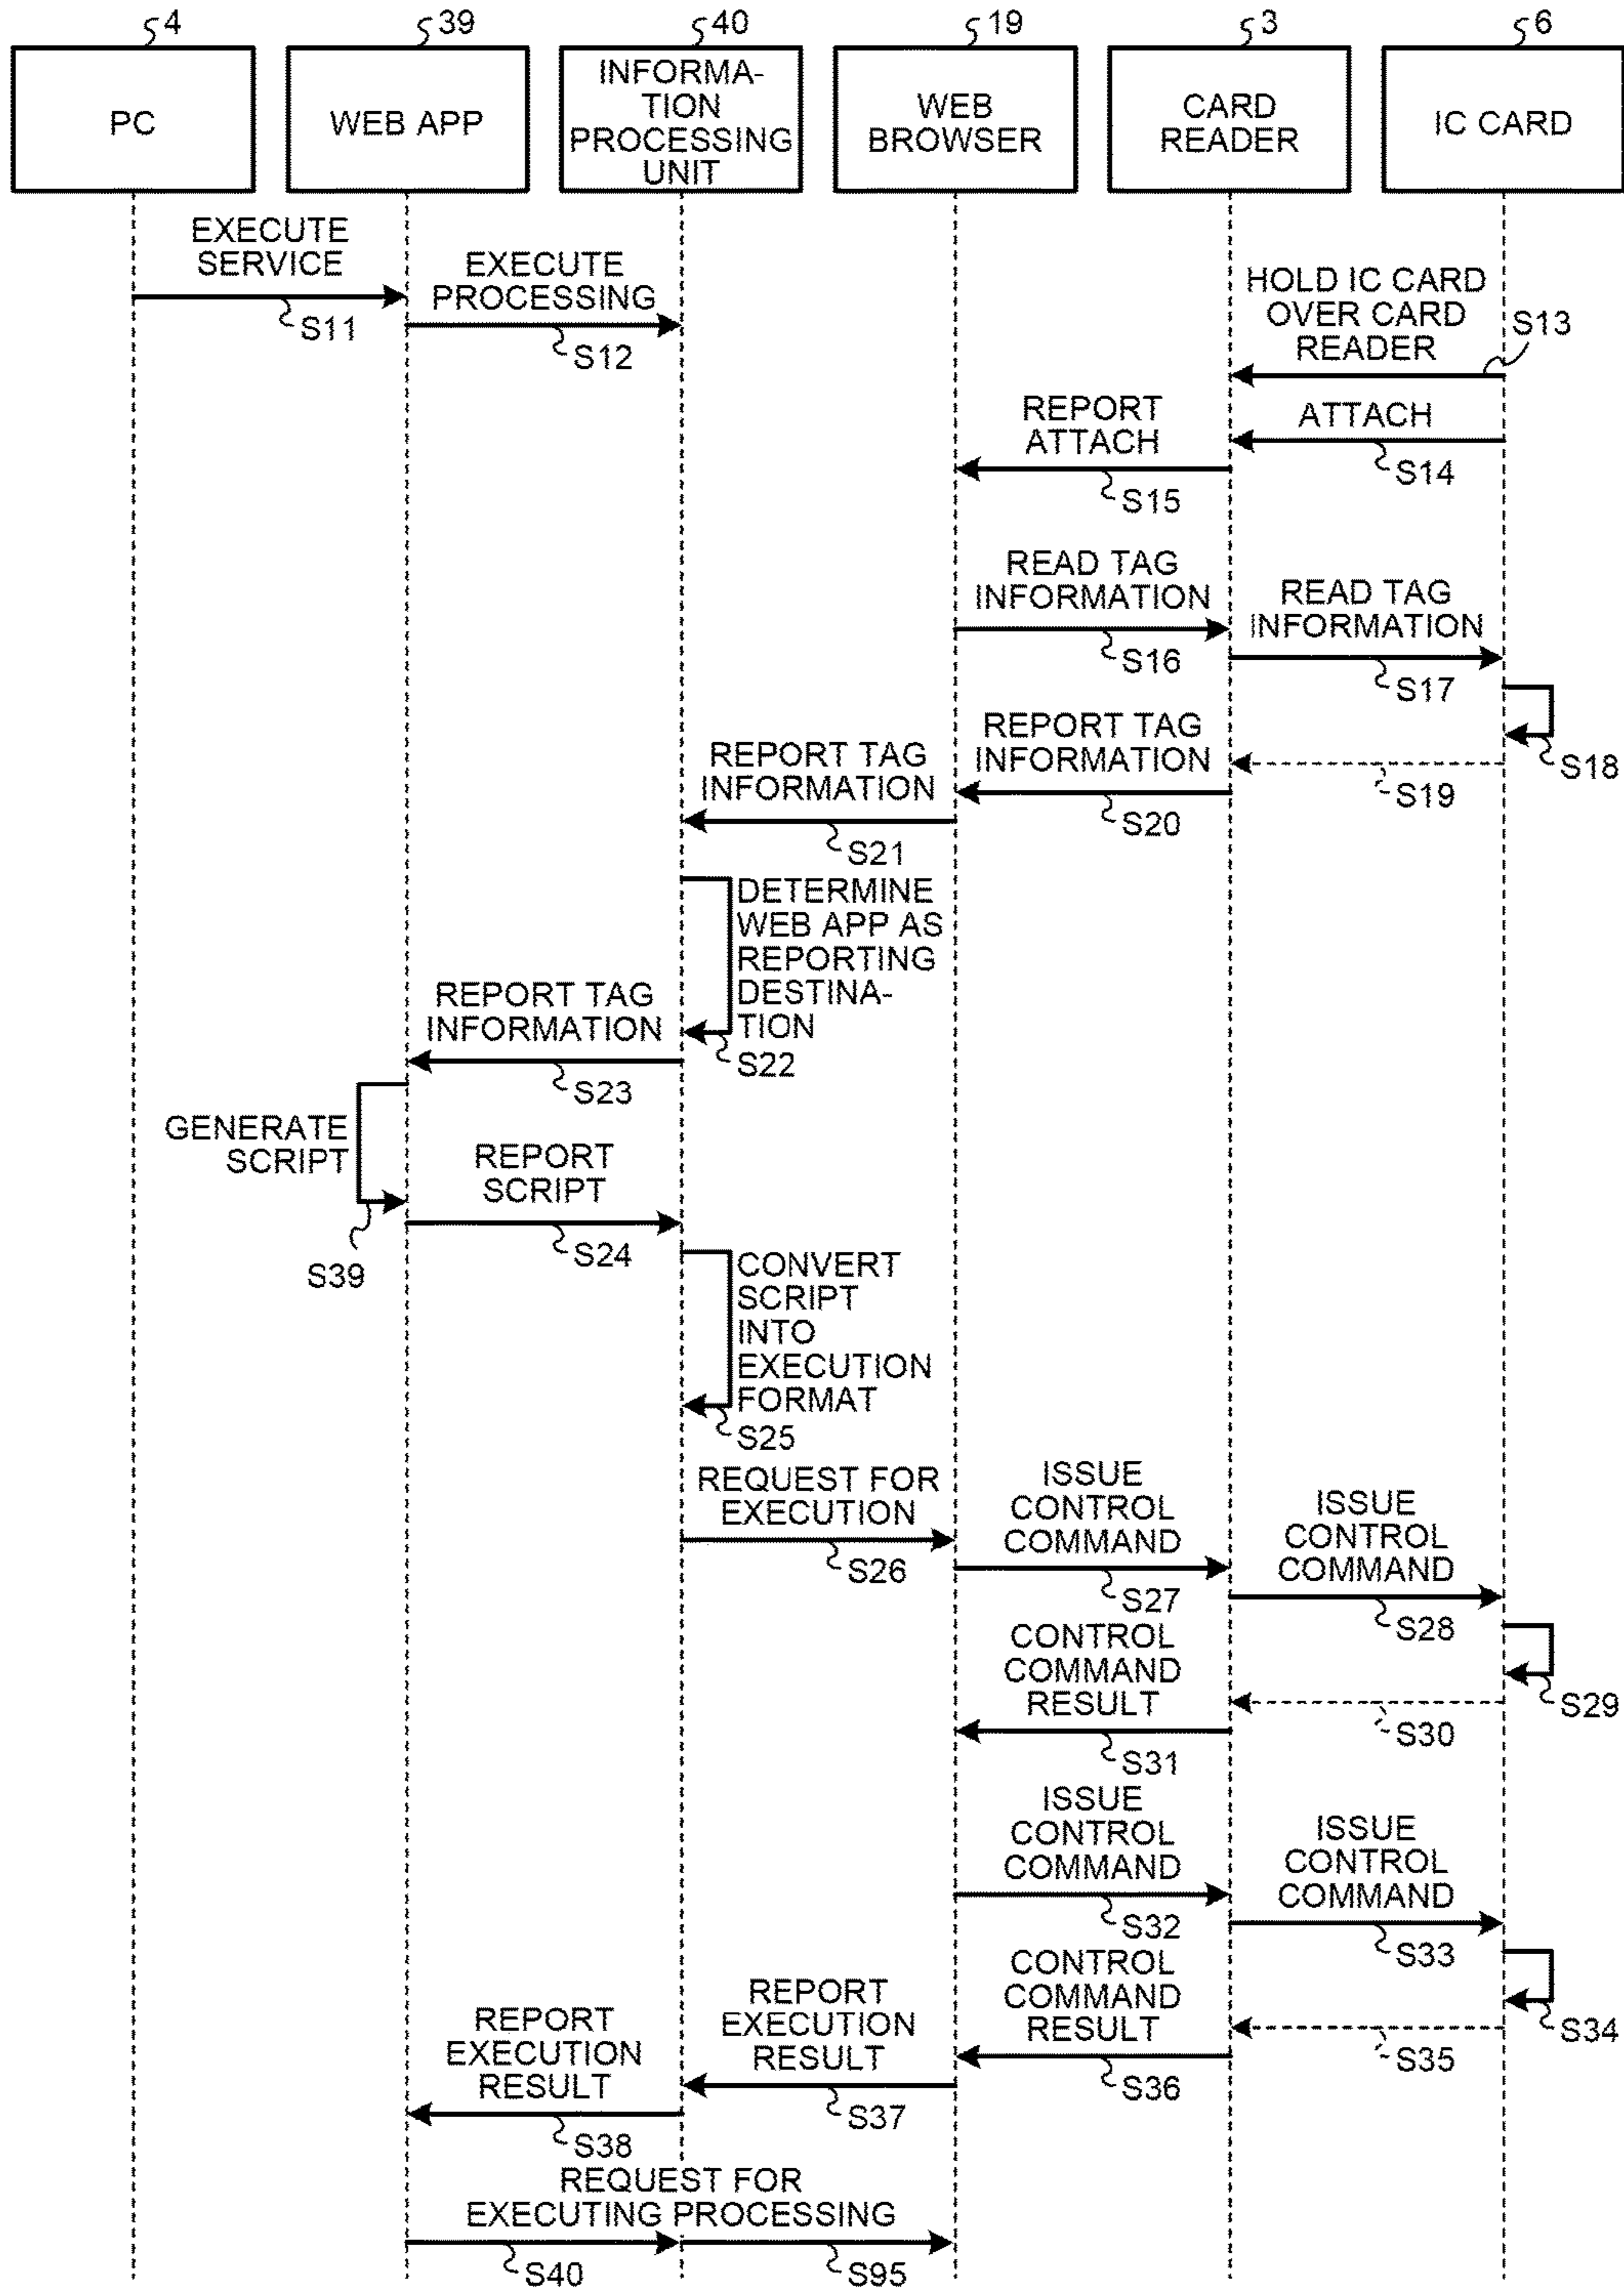 4
39
40
19
3
6
PC
WEB APP
INFORMA-
TION
PROCESSING
UNIT
WEB
BROWSER
CARD
READER
IC CARD
EXECUTE
SERVICE
S11
EXECUTE
PROCESSING
S12
HOLD IC CARD
OVER CARD
READER
S13
ATTACH
S14
REPORT
ATTACH
S15
READ TAG
INFORMATION
S16
READ TAG
INFORMATION
S17
S18
S19
REPORT TAG
INFORMATION
S20
REPORT TAG
INFORMATION
S21
DETERMINE
WEB APP AS
REPORTING
DESTINA-
TION
S22
REPORT TAG
INFORMATION
S23
GENERATE
SCRIPT
S39
REPORT
SCRIPT
S24
CONVERT
SCRIPT
INTO
EXECUTION
FORMAT
S25
REQUEST FOR
EXECUTION
S26
ISSUE
CONTROL
COMMAND
S27
ISSUE
CONTROL
COMMAND
S28
S29
S30
CONTROL
COMMAND
RESULT
S31
ISSUE
CONTROL
COMMAND
S32
ISSUE
CONTROL
COMMAND
S33
S34
S35
CONTROL
COMMAND
RESULT
S36
REPORT
EXECUTION
RESULT
S37
REPORT
EXECUTION
RESULT
S38
REQUEST FOR
EXECUTING PROCESSING
S40
S95